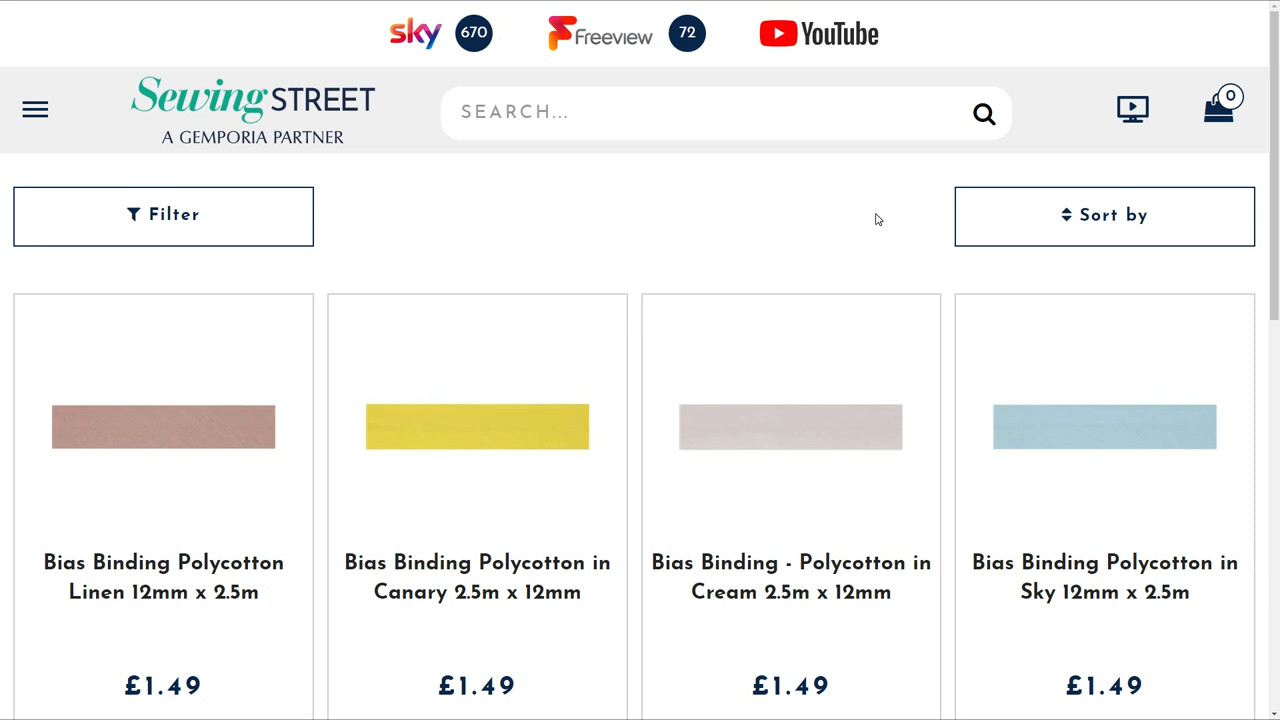 sky 670 Freeview 72 YouTube
Sewing STREET
A GEMPORIA PARTNER
SEARCH...
0
Filter
Sort by
Bias Binding Polycotton
Linen 12mm x 2.5m
£1.49
Bias Binding Polycotton in
Canary 2.5m x 12mm
£1.49
Bias Binding - Polycotton in
Cream 2.5m x 12mm
£1.49
Bias Binding Polycotton in
Sky 12mm x 2.5m
£1.49